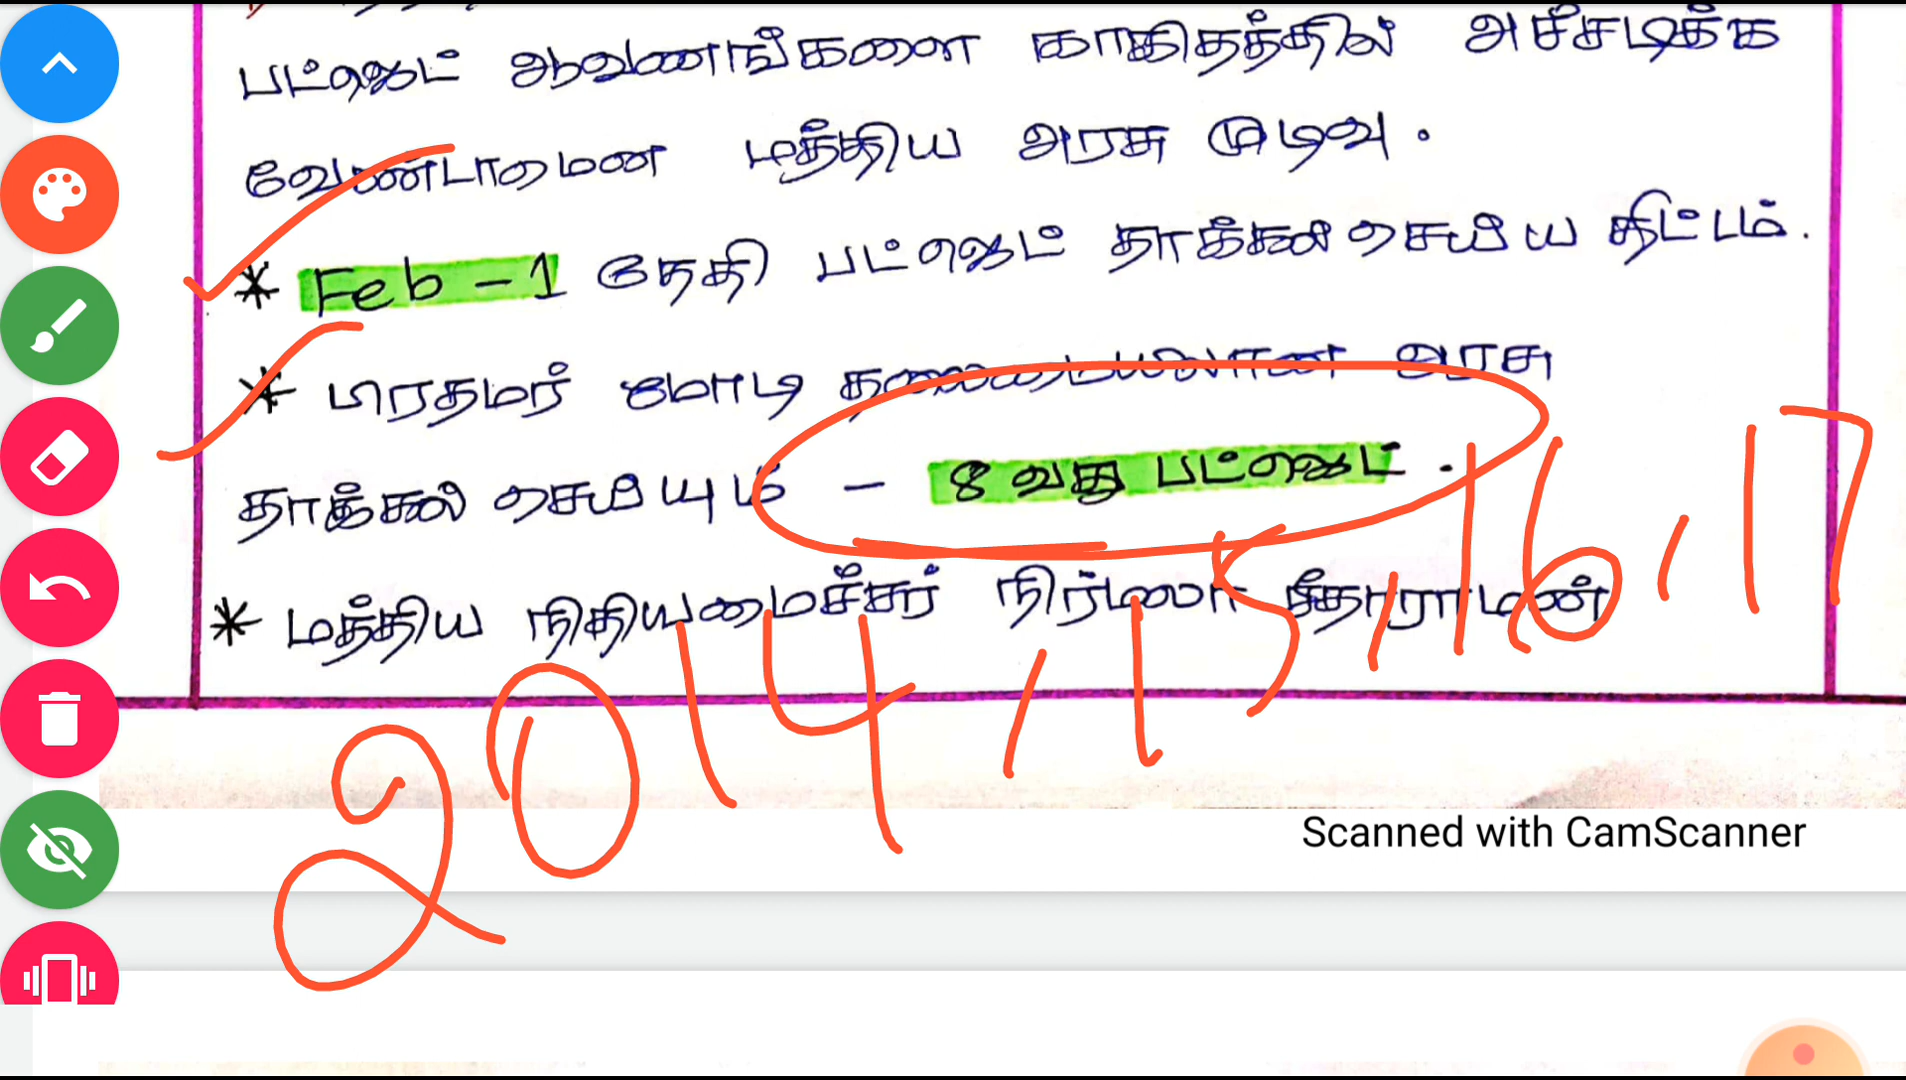 பட்ஜெட் ஆவணங்களை காகிதத்தில் அச்சடிக்க
வேண்டாமென மத்திய அரசு முடிவு.
* Feb - 1 தேதி பட்ஜெட் தாக்கல் செய்ய திட்டம்.
* பிரதமர் மோடி தலைமையிலான அரசு
தாக்கல் செய்யும் - 8 வது பட்ஜெட்.
* மத்திய நிதியமைச்சர் நிர்மலா சீதாராமன்
2014, 15, 16, 17
Scanned with CamScanner